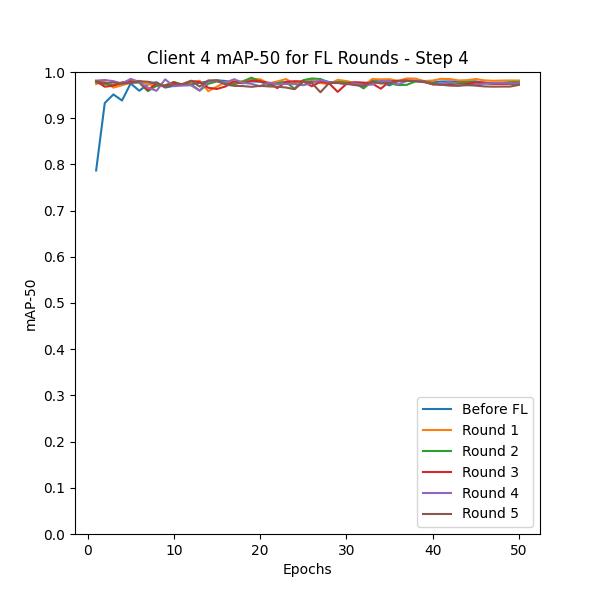 Client 4 mAP-50 for FL Rounds - Step 4
1.0
0.9
0.8
0.7
0.6
0.5
0.4
0.3
0.2
0.1
0.0
mAP-50
0 10 20 30 40 50
Epochs
Before FL
Round 1
Round 2
Round 3
Round 4
Round 5